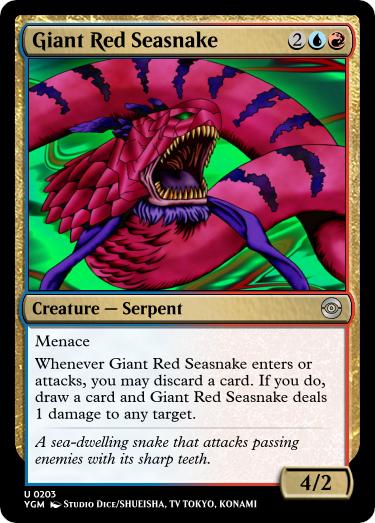 Giant Red Seasnake 2
Creature — Serpent
Menace
Whenever Giant Red Seasnake enters or
attacks, you may discard a card. If you do,
draw a card and Giant Red Seasnake deals
1 damage to any target.
A sea-dwelling snake that attacks passing
enemies with its sharp teeth.
4/2
U 0203
YGM Studio Dice/SHUEISHA, TV TOKYO, KONAMI